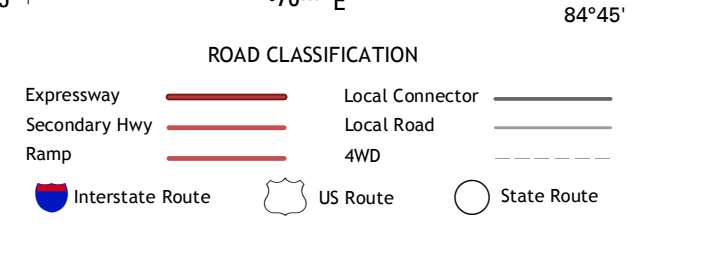 E
84°45'
ROAD CLASSIFICATION
Expressway
Local Connector
Secondary Hwy
Local Road
Ramp
4WD
Interstate Route
US Route
State Route